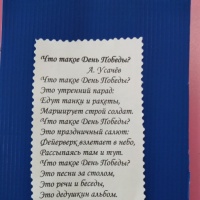 Что такое День Победы?
А. Усачёв
Что такое День Победы?
Это утренний парад:
Едут танки и ракеты,
Марширует строй солдат.
Что такое День Победы?
Это праздничный салют:
Фейерверк взлетает в небо,
Рассыпаясь там и тут.
Что такое День Победы?
Это песни за столом,
Это речи и беседы,
Это дедушкин альбом.